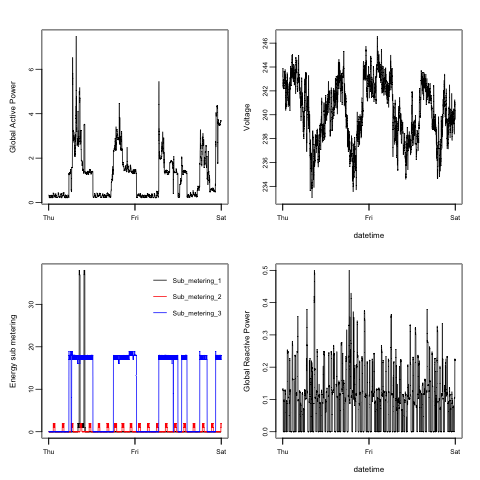 Global Active Power
0 2 4 6
Thu Fri Sat
Voltage
234 236 238 240 242 244 246
Thu Fri Sat
datetime
Energy sub metering
0 10 20 30
Sub_metering_1
Sub_metering_2
Sub_metering_3
Thu Fri Sat
Global Reactive Power
0.0 0.1 0.2 0.3 0.4 0.5
Thu Fri Sat
datetime